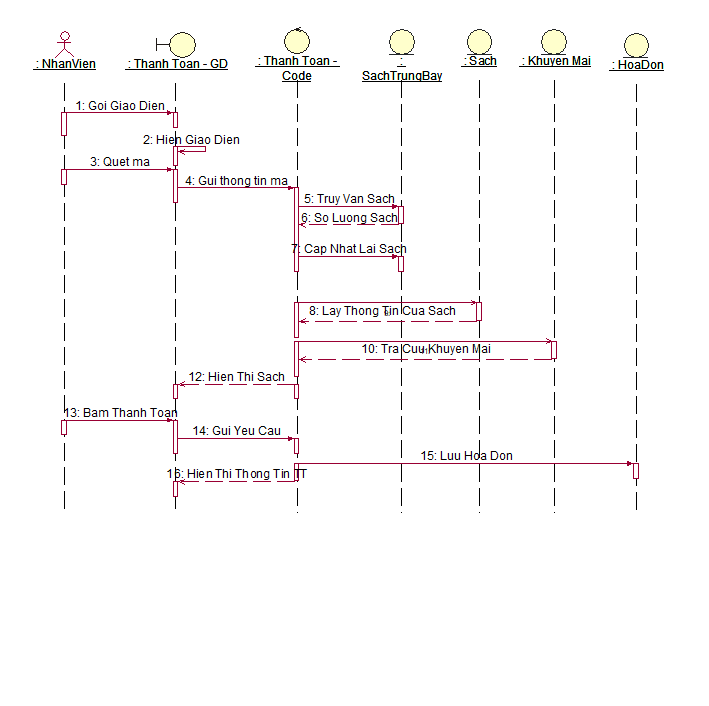 : NhanVien
: Thanh Toan - GD
: Thanh Toan -
Code
:
SachTrungBay
: Sach
: Khuyen Mai
: HoaDon
1: Goi Giao Dien
2: Hien Giao Dien
3: Quet ma
4: Gui thong tin ma
5: Truy Van Sach
6: So Luong Sach
7: Cap Nhat Lai Sach
8: Lay Thong Tin Cua Sach
9:
10: Tra Cuu Khuyen Mai
11:
12: Hien Thi Sach
13: Bam Thanh Toan
14: Gui Yeu Cau
15: Luu Hoa Don
16: Hien Thi Thong Tin TT